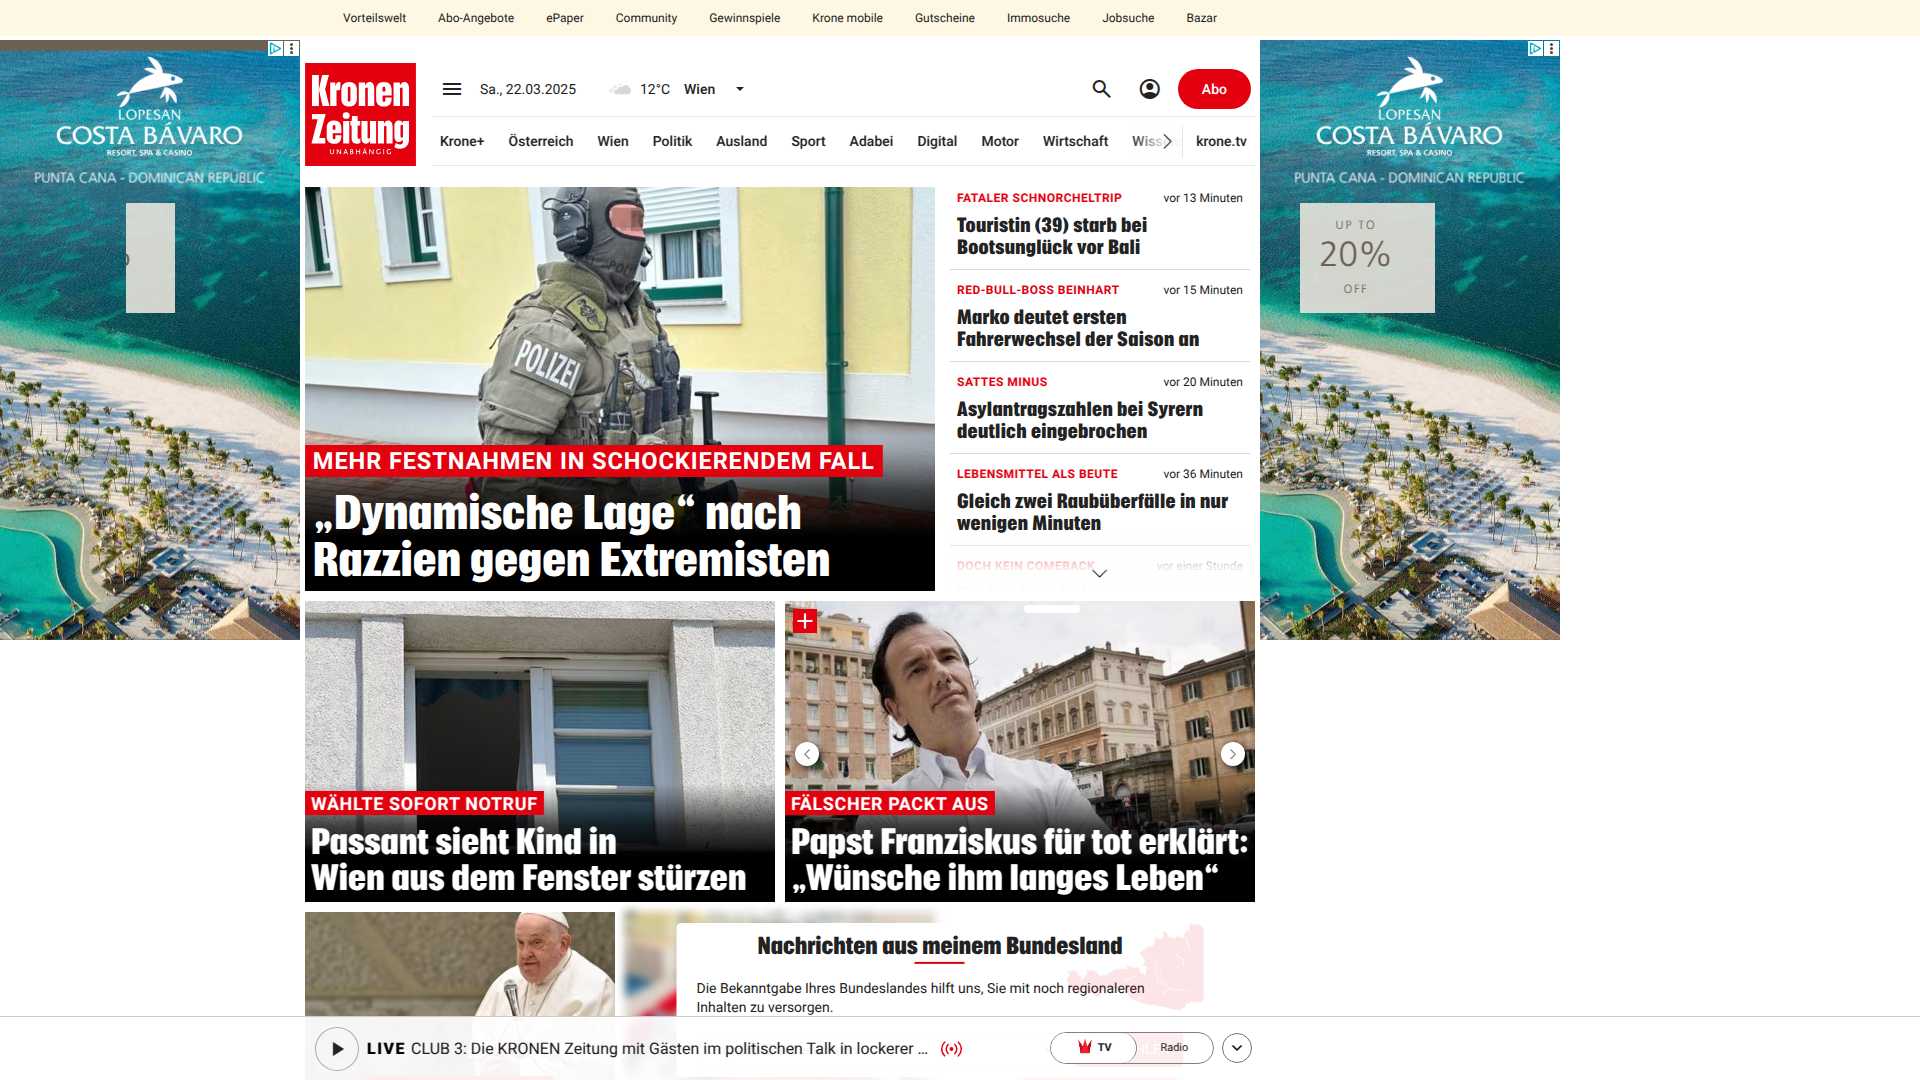 Vorteilswelt Abo-Angebote ePaper Community Gewinnspiele Krone mobile Gutscheine Immosuche Jobsuche Bazar
LOPESAN
COSTA BÁVARO
RESORT, SPA & CASINO
PUNTA CANA - DOMINICAN REPUBLIC
Kronen
Zeitung
UNABHÄNGIG
Sa., 22.03.2025 12°C Wien
Abo
Krone+ Österreich Wien Politik Ausland Sport Adabei Digital Motor Wirtschaft Wiss krone.tv
LOPESAN
COSTA BÁVARO
RESORT, SPA & CASINO
PUNTA CANA - DOMINICAN REPUBLIC
UP TO
20%
OFF
POLIZEI
MEHR FESTNAHMEN IN SCHOCKIERENDEM FALL
„Dynamische Lage“ nach
Razzien gegen Extremisten
FATALER SCHNORCHELTRIP vor 13 Minuten
Touristin (39) starb bei
Bootsunglück vor Bali
RED-BULL-BOSS BEINHART vor 15 Minuten
Marko deutet ersten
Fahrerwechsel der Saison an
SATTES MINUS vor 20 Minuten
Asylantragszahlen bei Syrern
deutlich eingebrochen
LEBENSMITTEL ALS BEUTE vor 36 Minuten
Gleich zwei Raubüberfälle in nur
wenigen Minuten
DOCH KEIN COMEBACK vor einer Stunde
WÄHLTE SOFORT NOTRUF
Passant sieht Kind in
Wien aus dem Fenster stürzen
FÄLSCHER PACKT AUS
Papst Franziskus für tot erklärt:
„Wünsche ihm langes Leben“
Nachrichten aus meinem Bundesland
Die Bekanntgabe Ihres Bundeslandes hilft uns, Sie mit noch regionaleren
Inhalten zu versorgen.
LIVE CLUB 3: Die KRONEN Zeitung mit Gästen im politischen Talk in lockerer ...
TV Radio